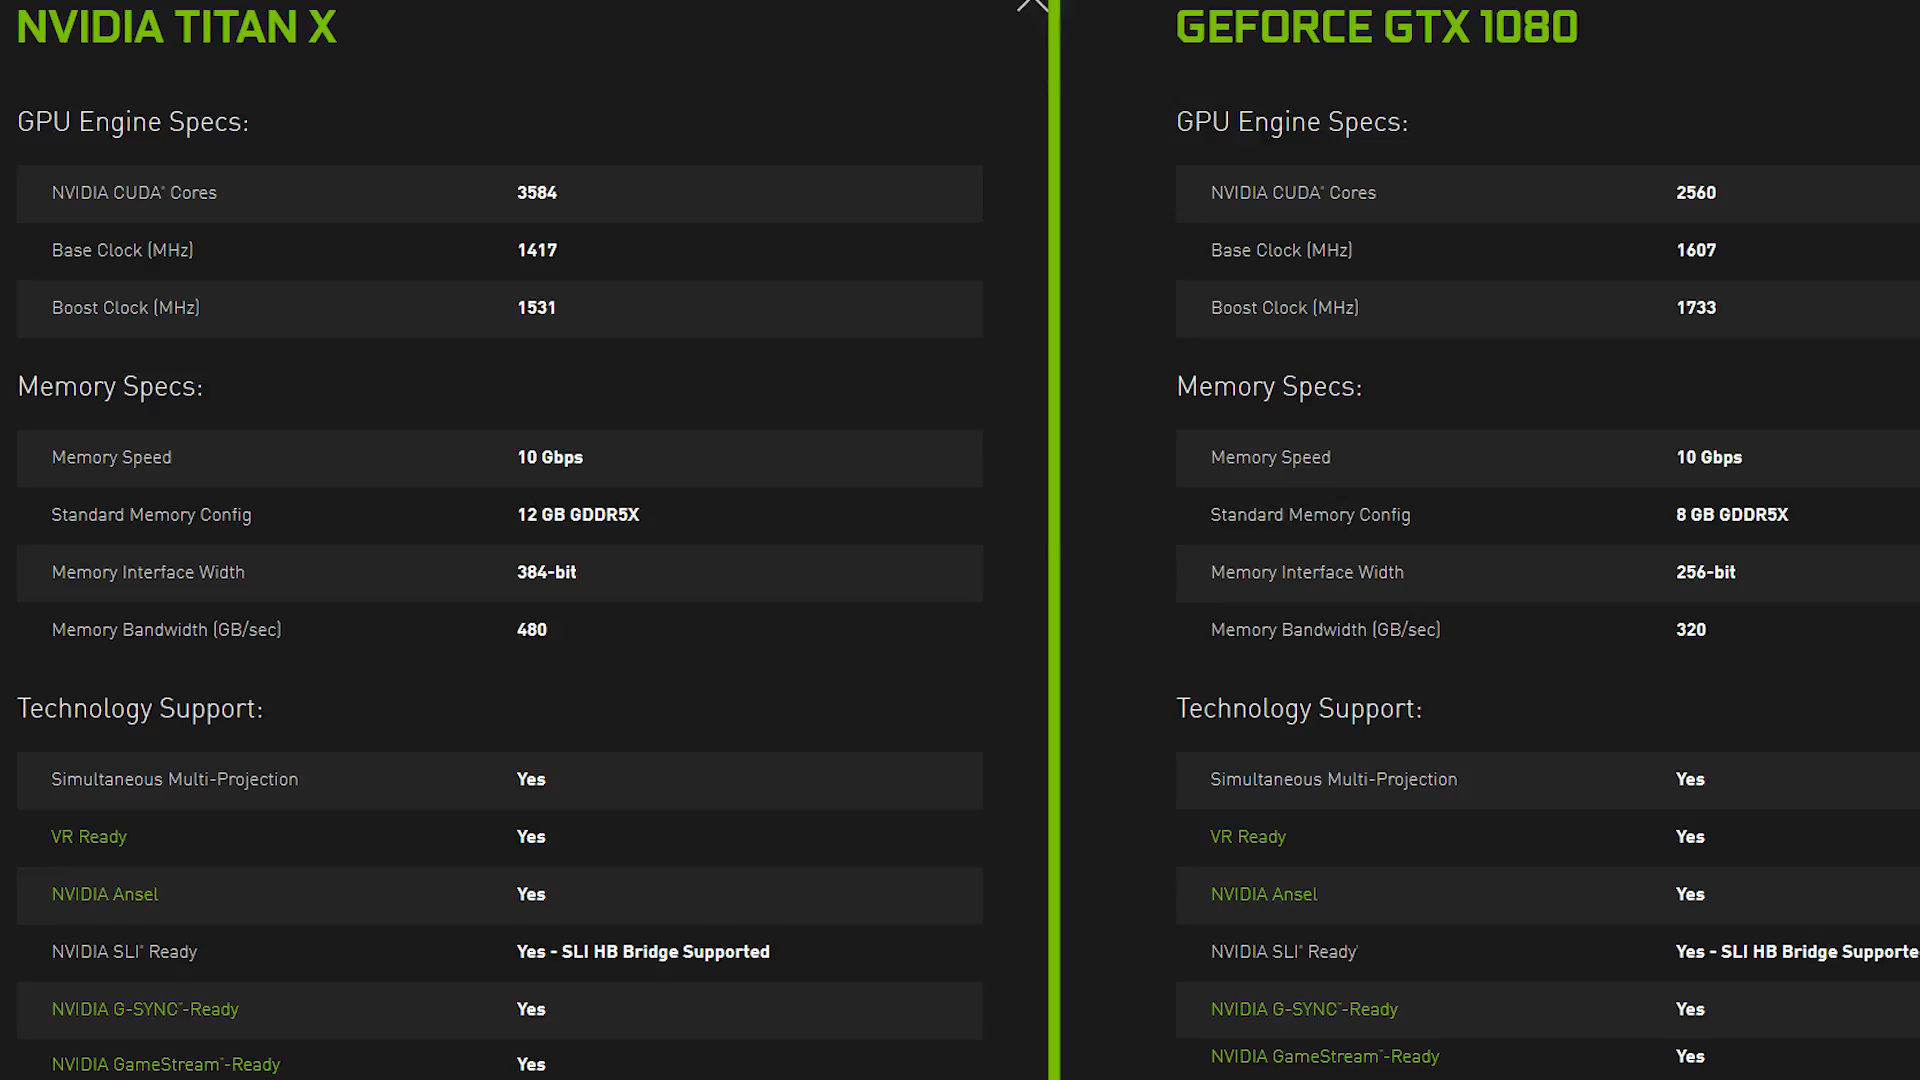 NVIDIA TITAN X
GPU Engine Specs:
NVIDIA CUDA® Cores 3584
Base Clock (MHz) 1417
Boost Clock (MHz) 1531
Memory Specs:
Memory Speed 10 Gbps
Standard Memory Config 12 GB GDDR5X
Memory Interface Width 384-bit
Memory Bandwidth (GB/sec) 480
Technology Support:
Simultaneous Multi-Projection Yes
VR Ready Yes
NVIDIA Ansel Yes
NVIDIA SLI® Ready Yes - SLI HB Bridge Supported
NVIDIA G-SYNC™-Ready Yes
NVIDIA GameStream™-Ready Yes
GEFORCE GTX 1080
GPU Engine Specs:
NVIDIA CUDA® Cores 2560
Base Clock (MHz) 1607
Boost Clock (MHz) 1733
Memory Specs:
Memory Speed 10 Gbps
Standard Memory Config 8 GB GDDR5X
Memory Interface Width 256-bit
Memory Bandwidth (GB/sec) 320
Technology Support:
Simultaneous Multi-Projection Yes
VR Ready Yes
NVIDIA Ansel Yes
NVIDIA SLI® Ready Yes - SLI HB Bridge Supporte
NVIDIA G-SYNC™-Ready Yes
NVIDIA GameStream™-Ready Yes